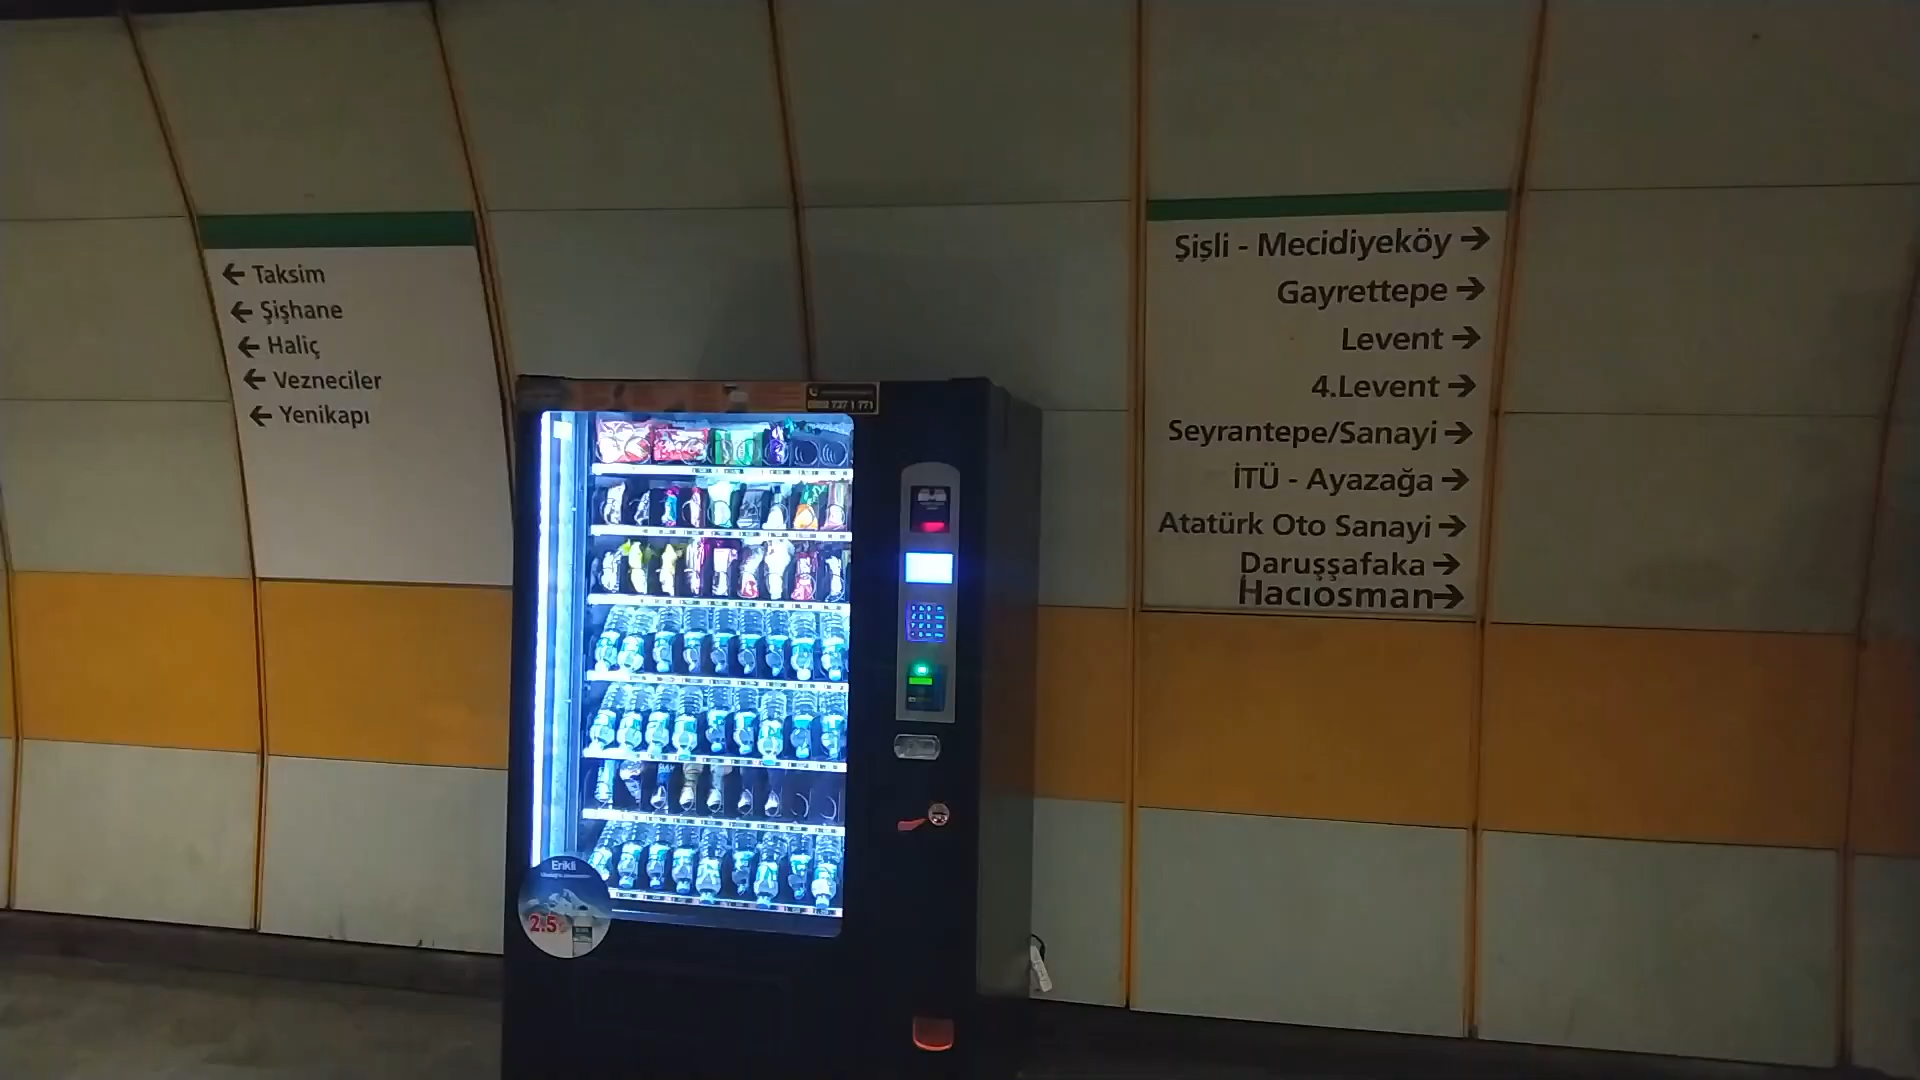 ← Taksim
← Şişhane
← Haliç
← Vezneciler
← Yenikapı
Şişli - Mecidiyeköy →
Gayrettepe →
Levent →
4.Levent →
Seyrantepe/Sanayi →
İTÜ - Ayazağa →
Atatürk Oto Sanayi →
Daruşşafaka →
Hacıosman →
Erikli
2.5